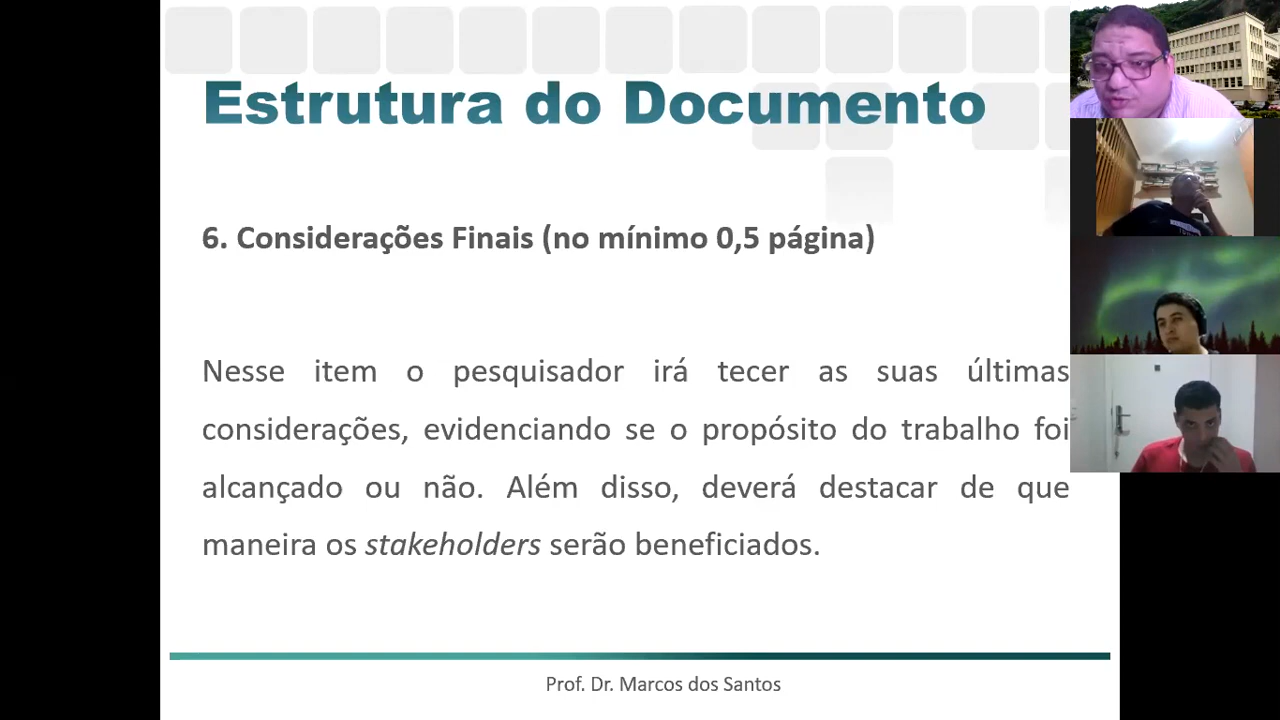 Estrutura do Documento
6. Considerações Finais (no mínimo 0,5 página)
Nesse item o pesquisador irá tecer as suas últimas
considerações, evidenciando se o propósito do trabalho foi
alcançado ou não. Além disso, deverá destacar de que
maneira os stakeholders serão beneficiados.
Prof. Dr. Marcos dos Santos